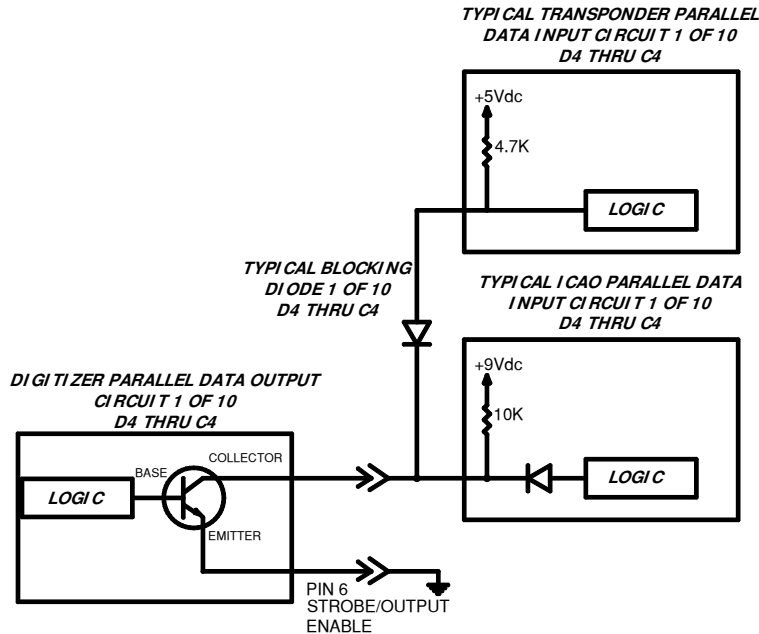 TYPICAL TRANSPONDER PARALLEL
DATA INPUT CIRCUIT 1 OF 10
D4 THRU C4
+5Vdc
4.7K
LOGIC
TYPICAL BLOCKING
DIODE 1 OF 10
D4 THRU C4
TYPICAL ICAO PARALLEL DATA
INPUT CIRCUIT 1 OF 10
D4 THRU C4
+9Vdc
10K
LOGIC
DIGITIZER PARALLEL DATA OUTPUT
CIRCUIT 1 OF 10
D4 THRU C4
LOGIC
BASE
COLLECTOR
EMITTER
PIN 6
STROBE/OUTPUT
ENABLE